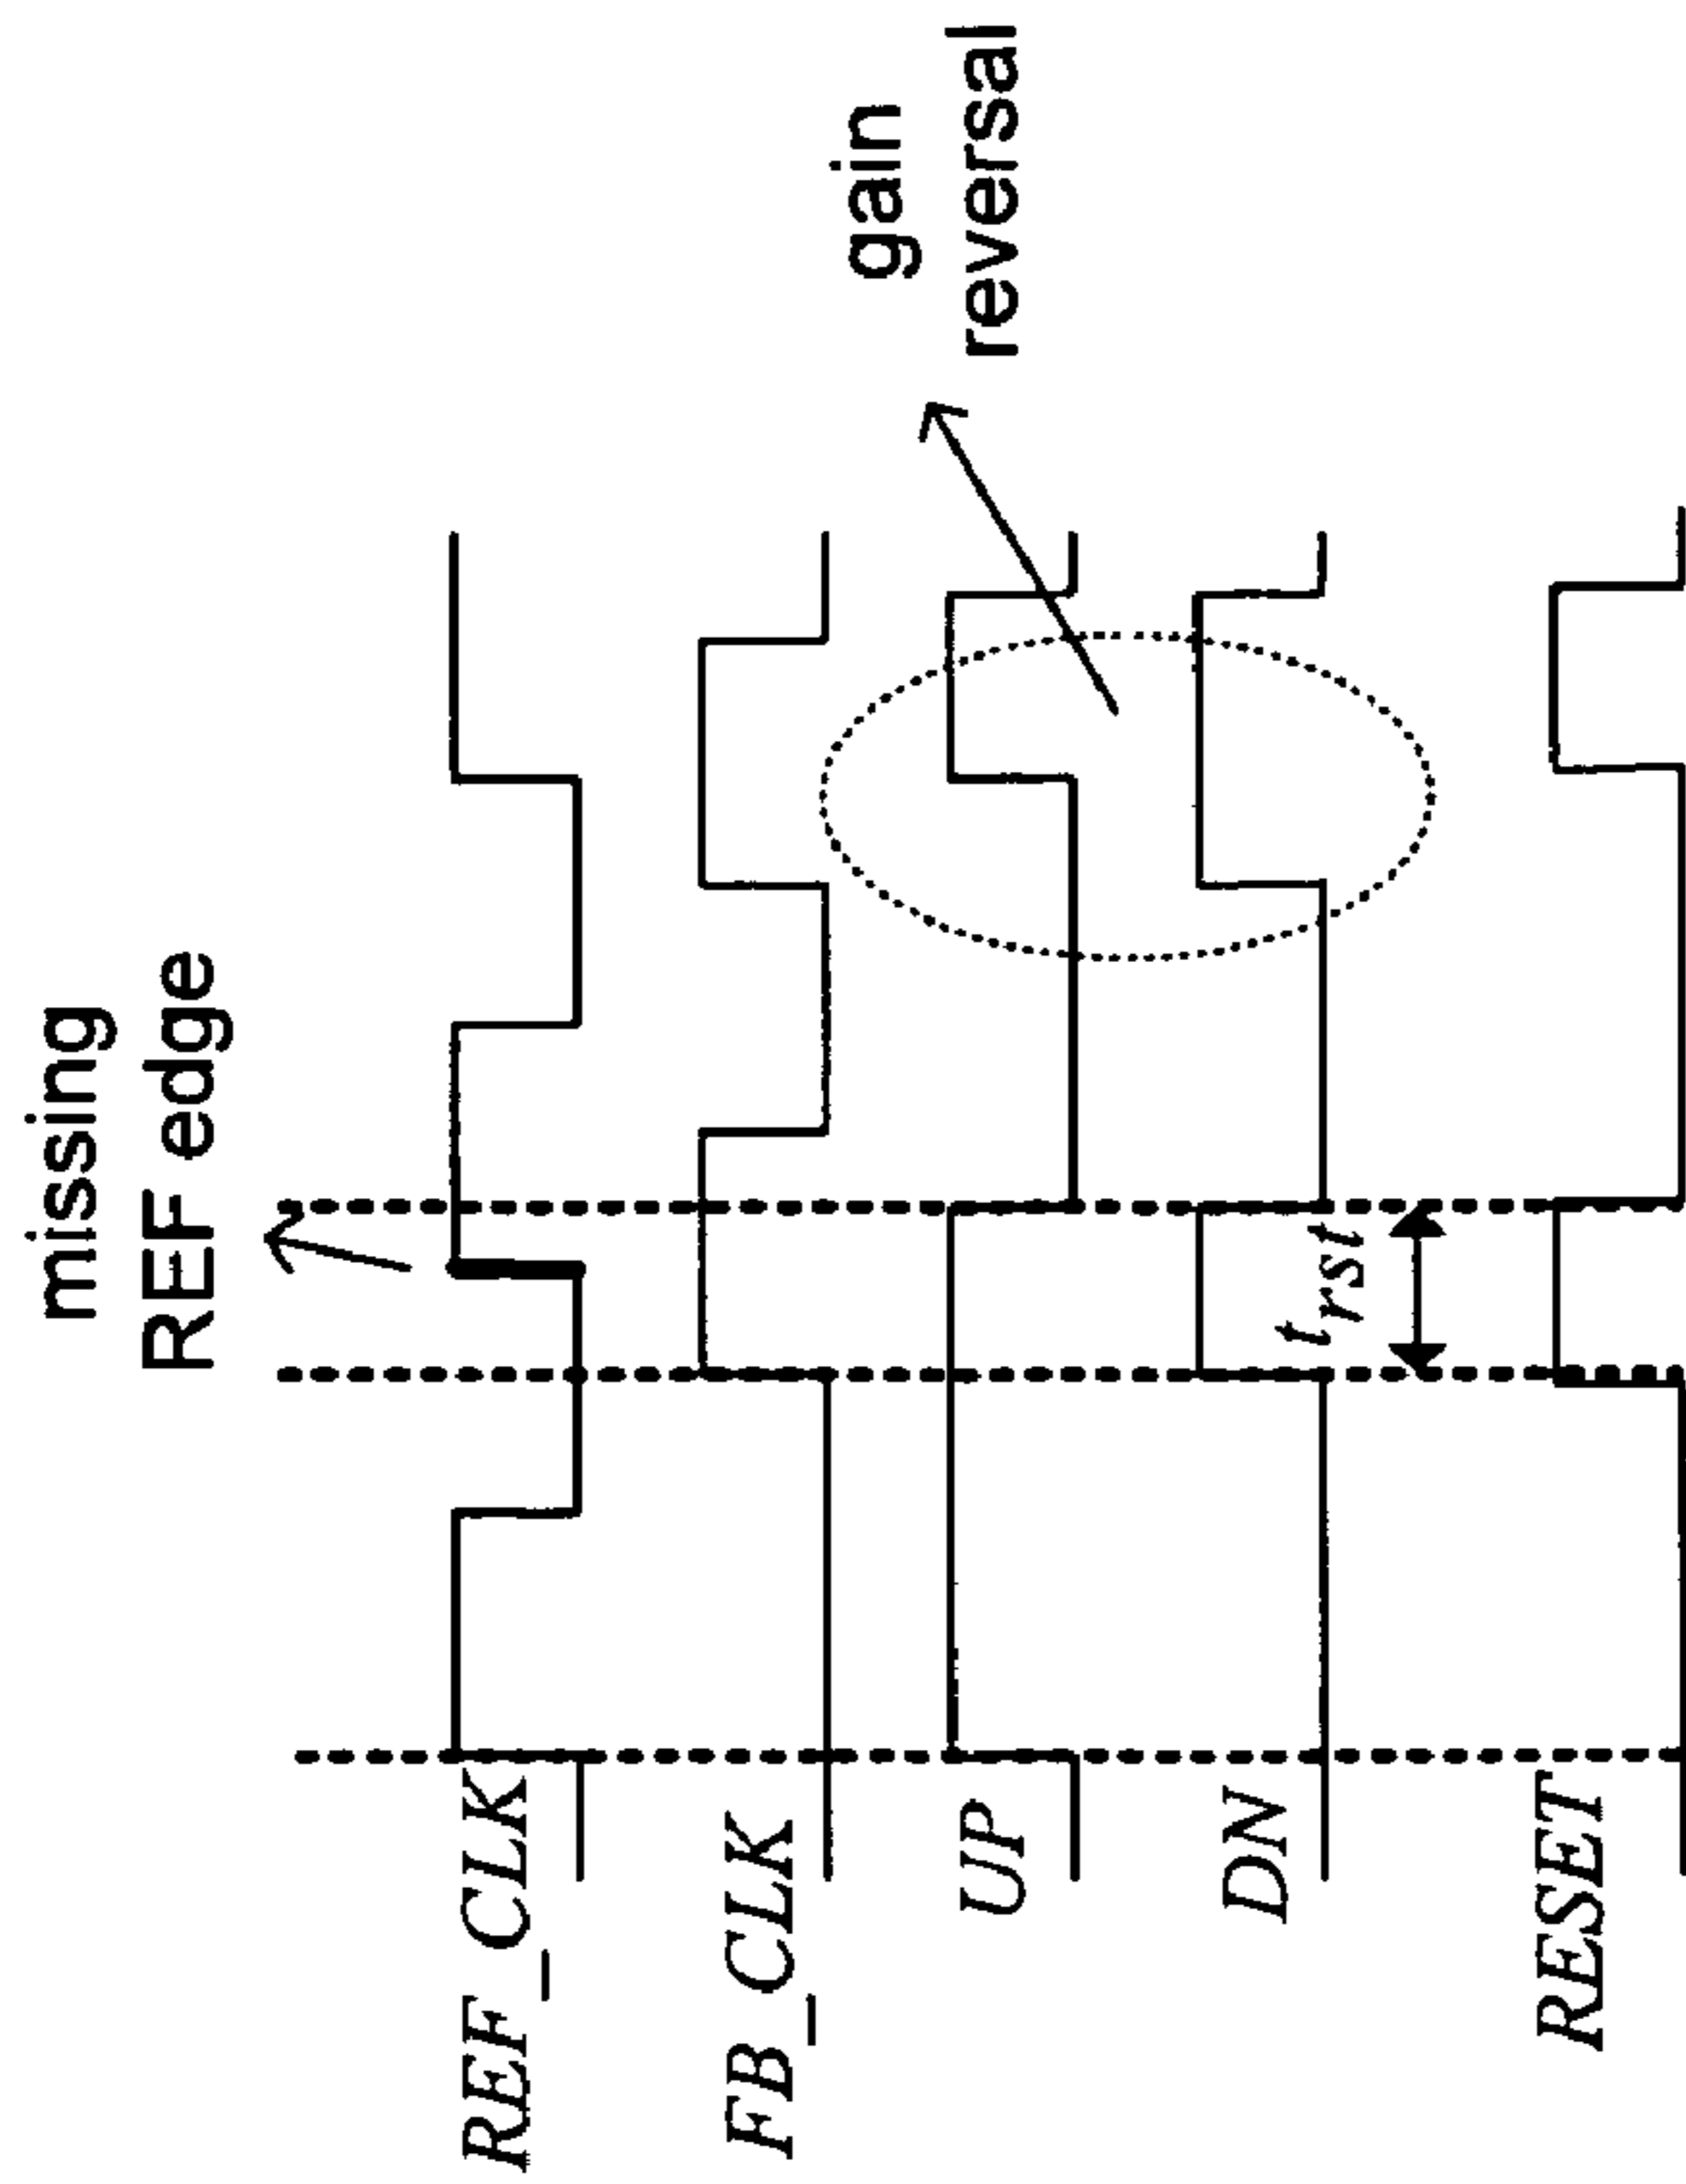 missing
REF edge
gain
reversal
REF_CLK
FB_CLK
UP
DN
t_rst
RESET